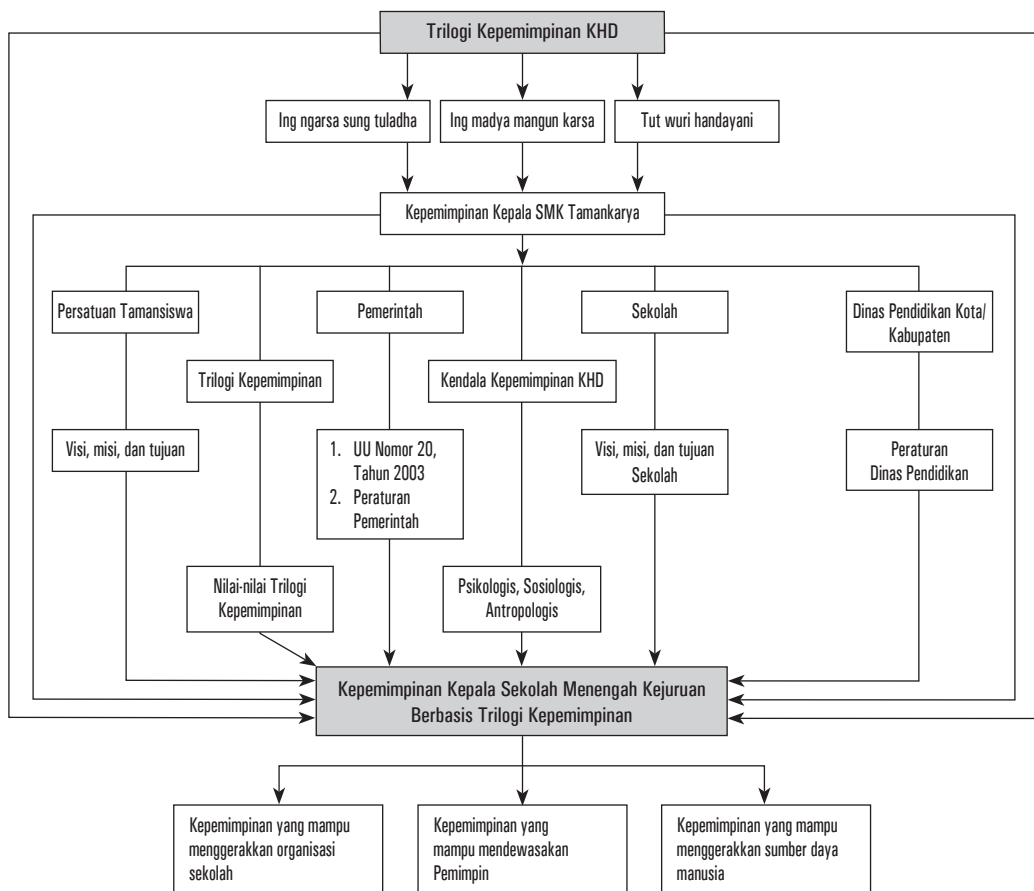 Trilogi Kepemimpinan KHD
Ing ngarsa sung tuladha
Ing madya mangun karsa
Tut wuri handayani
Kepemimpinan Kepala SMK Tamankarya
Persatuan Tamansiswa
Pemerintah
Sekolah
Dinas Pendidikan Kota/
Kabupaten
Trilogi Kepemimpinan
Kendala Kepemimpinan KHD
Visi, misi, dan tujuan
1. UU Nomor 20,
Tahun 2003
2. Peraturan
Pemerintah
Visi, misi, dan tujuan
Sekolah
Peraturan
Dinas Pendidikan
Nilai-nilai Trilogi
Kepemimpinan
Psikologis, Sosiologis,
Antropologis
Kepemimpinan Kepala Sekolah Menengah Kejuruan
Berbasis Trilogi Kepemimpinan
Kepemimpinan yang mampu
menggerakkan organisasi
sekolah
Kepemimpinan yang
mampu mendewasakan
Pemimpin
Kepemimpinan yang mampu
menggerakkan sumber daya
manusia